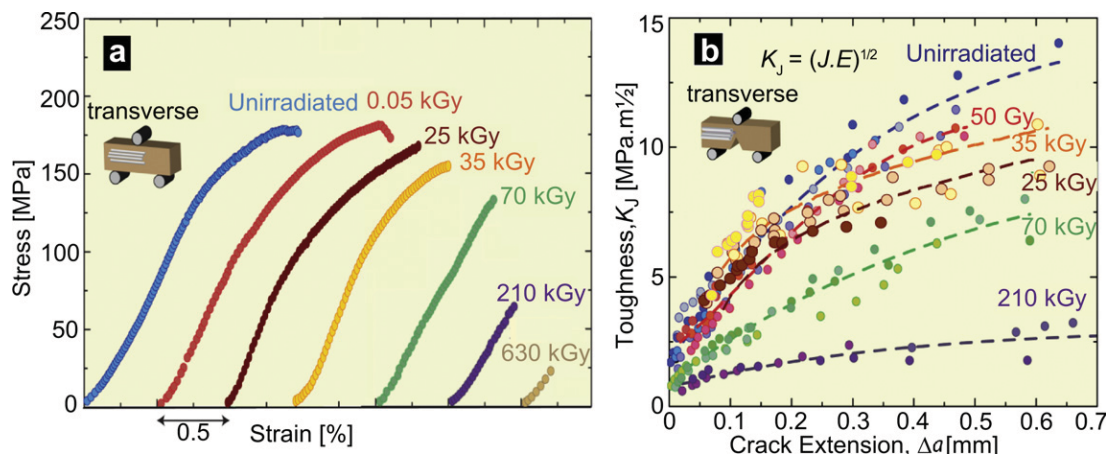 a
250
200
150
100
50
0
Stress [MPa]
transverse
Unirradiated
0.05 kGy
25 kGy
35 kGy
70 kGy
210 kGy
630 kGy
0.5
Strain [%]
b
15
10
5
0
Toughness, K_J [MPa.m½]
K_J = (J.E)^{1/2}
transverse
Unirradiated
50 Gy
35 kGy
25 kGy
70 kGy
210 kGy
0 0.1 0.2 0.3 0.4 0.5 0.6 0.7
Crack Extension, Δa[mm]